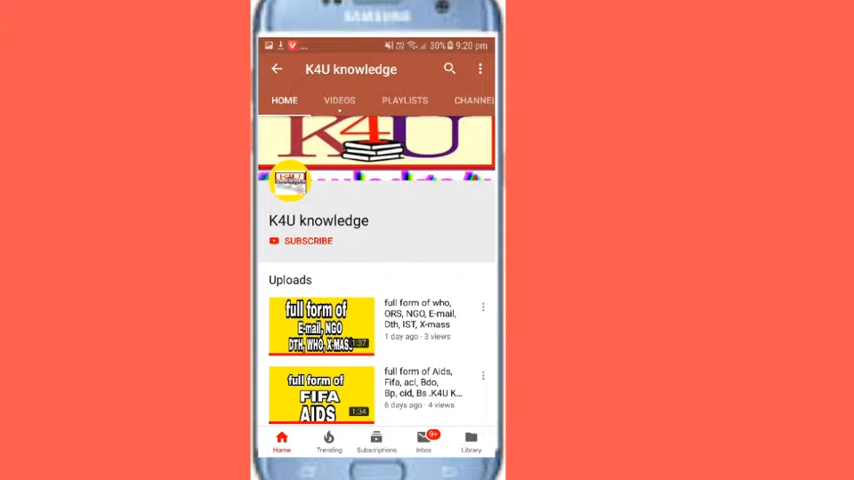 SAMSUNG
... 30% 9:20 pm
K4U knowledge
HOME VIDEOS PLAYLISTS CHANNEL
K4U
K4U knowledge
SUBSCRIBE
Uploads
full form of
E-mail, NGO
DTH, WHO, X-MASS
1:37
full form of who,
ORS, NGO, E-mail,
Dth, IST, X-mass
1 day ago · 3 views
full form of
FIFA
AIDS
1:34
full form of Aids,
Fifa, acl, Bdo,
Bp, cid, Bs .K4U K...
6 days ago · 4 views
9+
Home Trending Subscriptions Inbox Library